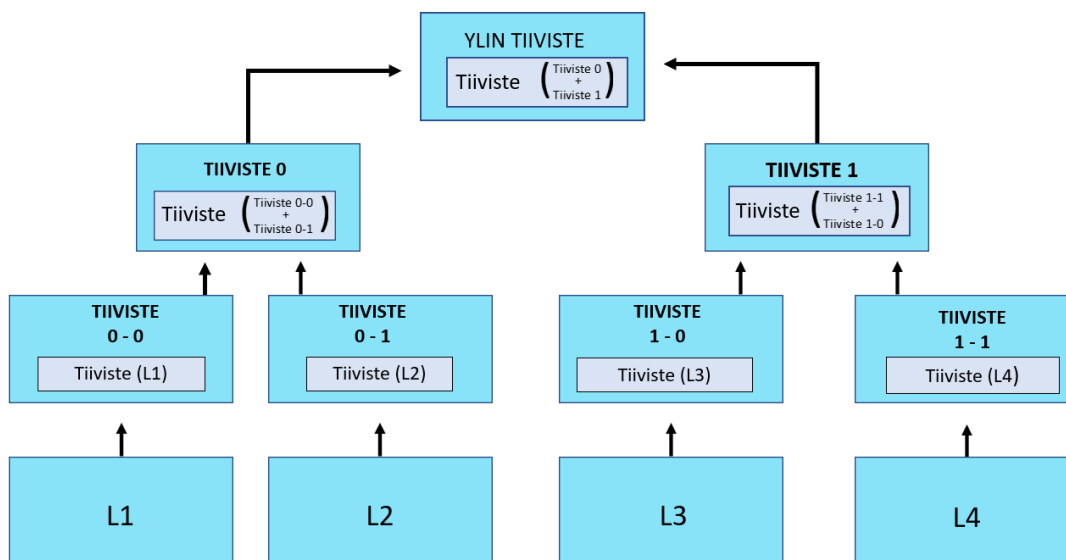 YLIN TIIVISTE
Tiiviste (Tiiviste 0
+
Tiiviste 1)
TIIVISTE 0
Tiiviste (Tiiviste 0-0
+
Tiiviste 0-1)
TIIVISTE 1
Tiiviste (Tiiviste 1-1
+
Tiiviste 1-0)
TIIVISTE
0 - 0
Tiiviste (L1)
TIIVISTE
0 - 1
Tiiviste (L2)
TIIVISTE
1 - 0
Tiiviste (L3)
TIIVISTE
1 - 1
Tiiviste (L4)
L1
L2
L3
L4